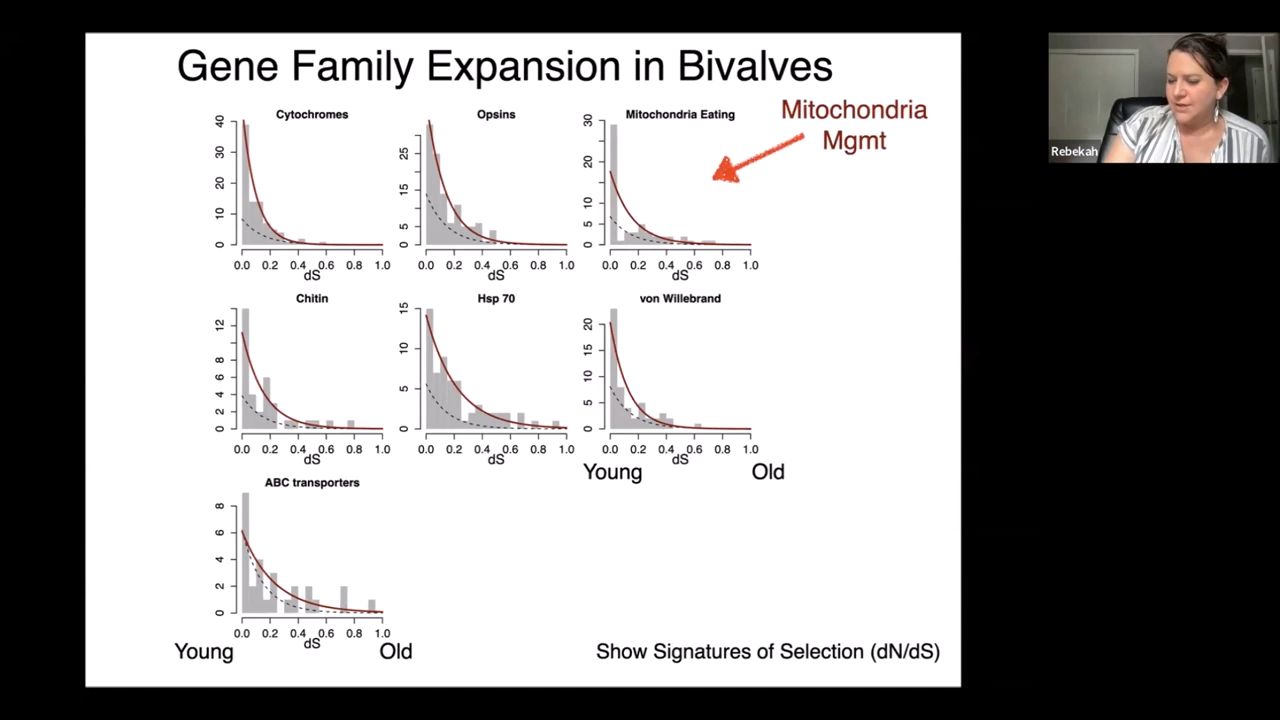 Gene Family Expansion in Bivalves
Cytochromes
40
30
20
10
0
0.0 0.2 0.4 0.6 0.8 1.0
dS
Opsins
25
15
5
0
0.0 0.2 0.4 0.6 0.8 1.0
dS
Mitochondria Eating
30
20
10
5
0
0.0 0.2 0.4 0.6 0.8 1.0
dS
Mitochondria
Mgmt
Rebekah
Chitin
12
8
6
4
2
0
0.0 0.2 0.4 0.6 0.8 1.0
dS
Hsp 70
15
10
5
0
0.0 0.2 0.4 0.6 0.8 1.0
dS
von Willebrand
20
15
10
5
0
0.0 0.2 0.4 0.6 0.8 1.0
dS
Young Old
ABC transporters
8
6
4
2
0
0.0 0.2 0.4 0.6 0.8 1.0
dS
Young Old
Show Signatures of Selection (dN/dS)